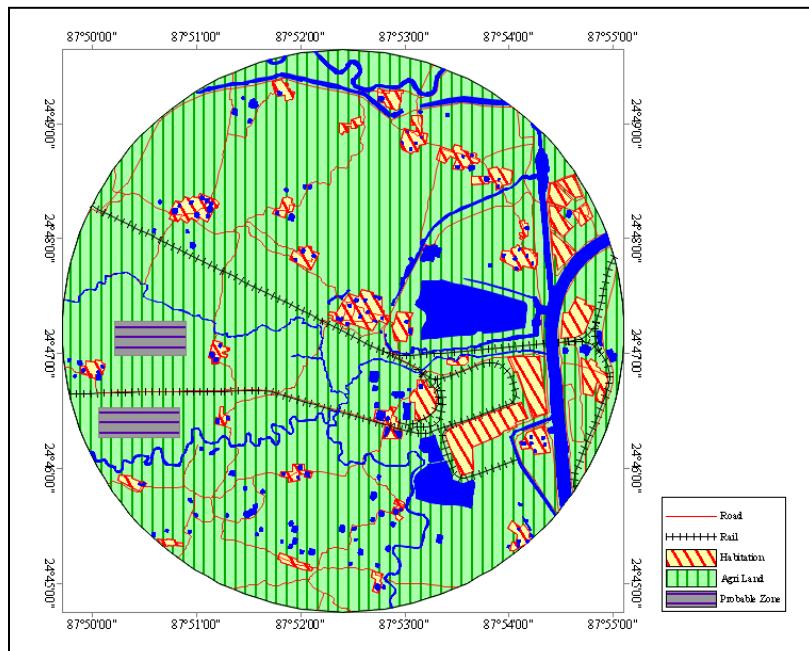 87°50'00" 87°51'00" 87°52'00" 87°53'00" 87°54'00" 87°55'00"
24°49'00" 24°49'00"
24°48'00" 24°48'00"
24°47'00" 24°47'00"
24°46'00" 24°46'00"
24°45'00" 24°45'00"
87°50'00" 87°51'00" 87°52'00" 87°53'00" 87°54'00" 87°55'00"
Road
Rail
Habitation
Agri Land
Probable Zone